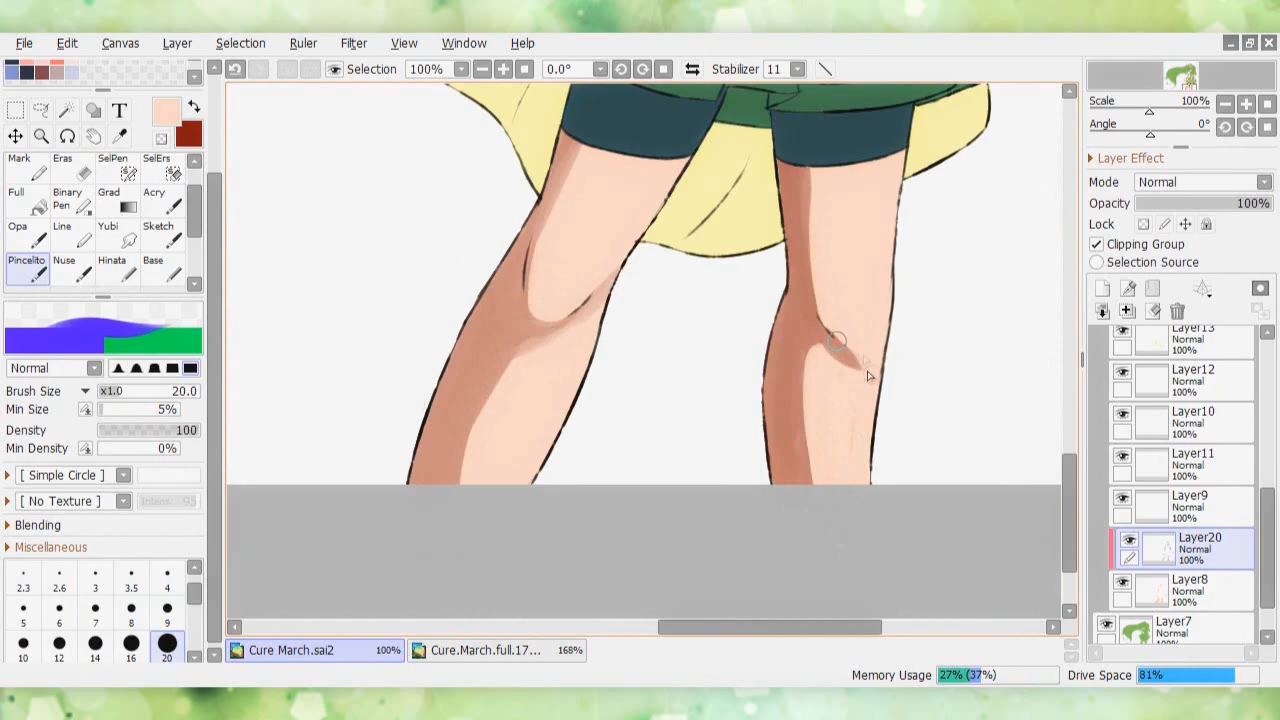 File Edit Canvas Layer Selection Ruler Filter View Window Help
Selection 100% 0.0° Stabilizer 11
T
Mark Eras SelPen SelErs
Full Binary Pen Grad Acry
Opa Line Yubi Sketch
Pincelito Nuse Hinata Base
Normal
Brush Size x1.0 20.0
Min Size 5%
Density 100
Min Density 0%
[ Simple Circle ]
[ No Texture ] Intens. 95
Blending
Miscellaneous
2.3 2.6 3 3.5 4
5 6 7 8 9
10 12 14 16 20
Cure March.sai2 100% Cure.March.full.17... 168%
Scale 100%
Angle 0°
Layer Effect
Mode Normal
Opacity 100%
Lock
Clipping Group
Selection Source
Layer13
Normal
100%
Layer12
Normal
100%
Layer10
Normal
100%
Layer11
Normal
100%
Layer9
Normal
100%
Layer20
Normal
100%
Layer8
Normal
100%
Layer7
Normal
100%
Memory Usage 27% (37%) Drive Space 81%